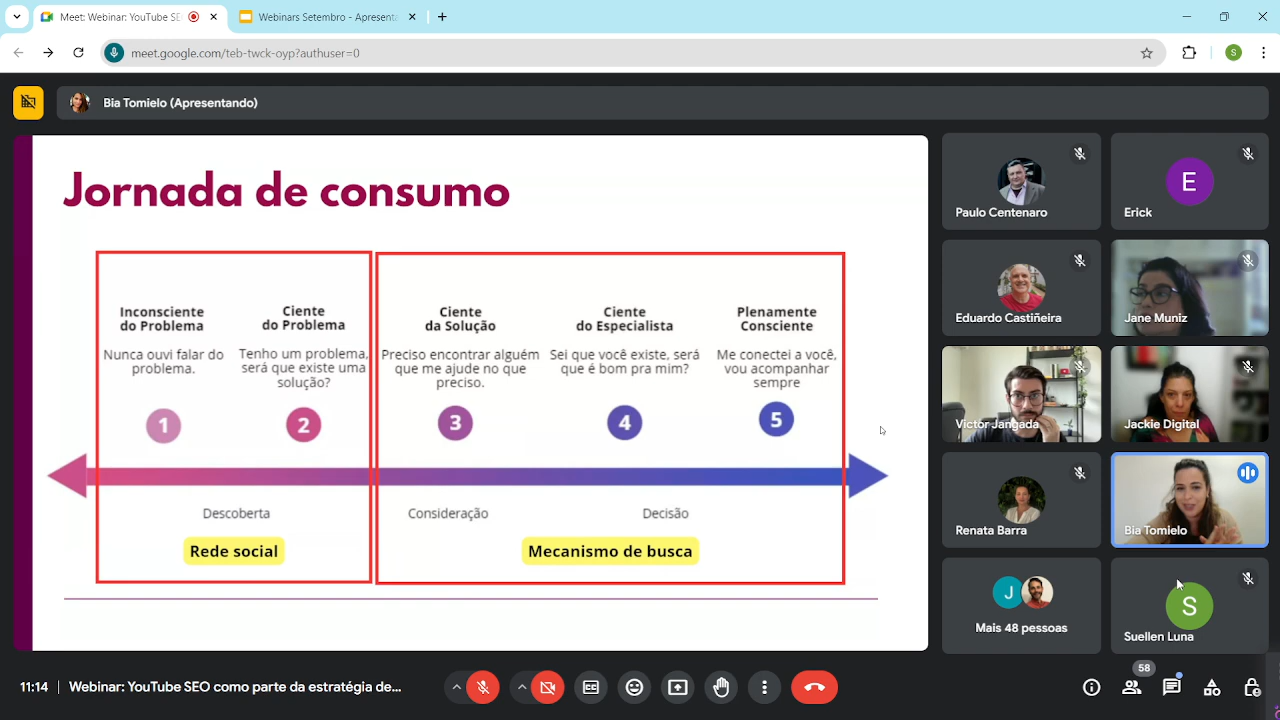 Meet: Webinar: YouTube SE
Webinars Setembro - Apresenta
meet.google.com/teb-twck-oyp?authuser=0
S
Bia Tomielo (Apresentando)
Jornada de consumo
Inconsciente
do Problema
Nunca ouvi falar do
problema.
1
Ciente
do Problema
Tenho um problema,
será que existe uma
solução?
2
Ciente
da Solução
Preciso encontrar alguém
que me ajude no que
preciso.
3
Ciente
do Especialista
Sei que você existe, será
que é bom pra mim?
4
Plenamente
Consciente
Me conectei a você,
vou acompanhar
sempre
5
Descoberta
Consideração
Decisão
Rede social
Mecanismo de busca
Paulo Centenaro
E
Erick
Eduardo Castiñeira
Jane Muniz
Victor Jangada
Jackie Digital
Renata Barra
Bia Tomielo
J
Mais 48 pessoas
S
Suellen Luna
11:14 | Webinar: YouTube SEO como parte da estratégia de...
58